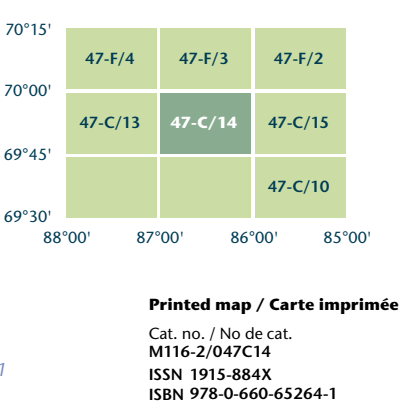 70°15'
47-F/4 47-F/3 47-F/2
70°00'
47-C/13 47-C/14 47-C/15
69°45'
47-C/10
69°30'
88°00' 87°00' 86°00' 85°00'
Printed map / Carte imprimée
Cat. no. / No de cat.
M116-2/047C14
ISSN 1915-884X
ISBN 978-0-660-65264-1
1